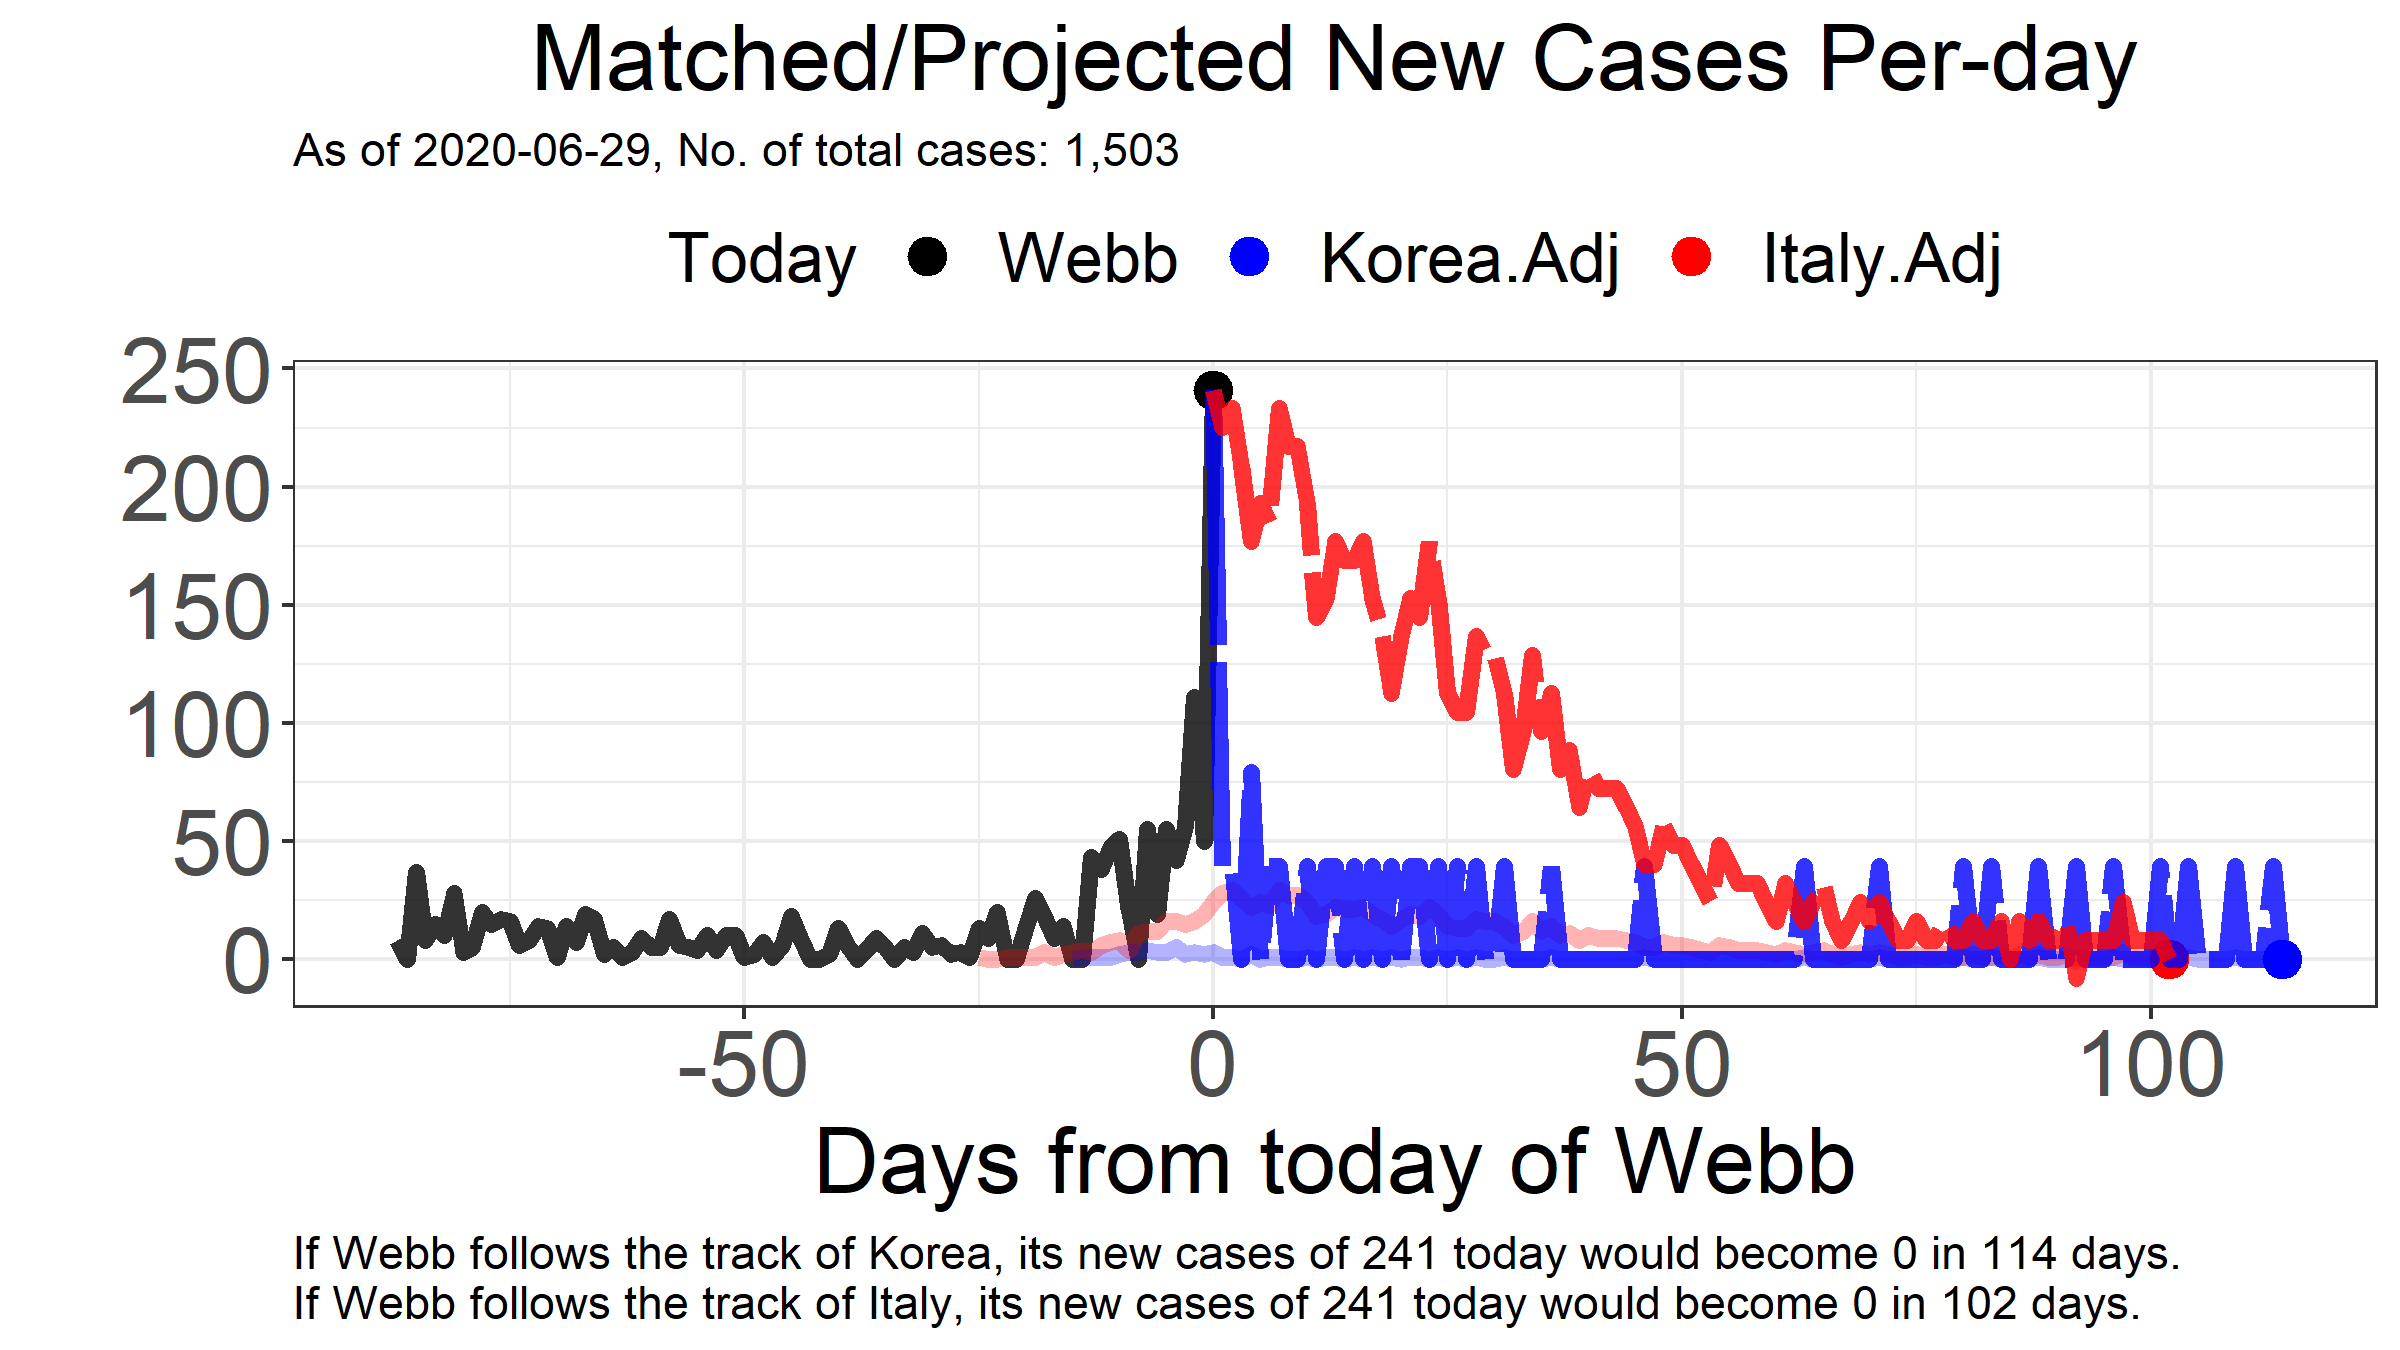 Matched/Projected New Cases Per-day
As of 2020-06-29, No. of total cases: 1,503
Today Webb Korea.Adj Italy.Adj
250
200
150
100
50
0
-50 0 50 100
Days from today of Webb
If Webb follows the track of Korea, its new cases of 241 today would become 0 in 114 days.
If Webb follows the track of Italy, its new cases of 241 today would become 0 in 102 days.